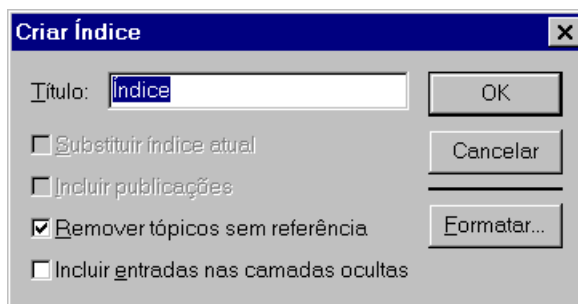 Criar Índice
Título: Índice
OK
Substituir índice atual
Cancelar
Incluir publicações
Remover tópicos sem referência
Formatar...
Incluir entradas nas camadas ocultas